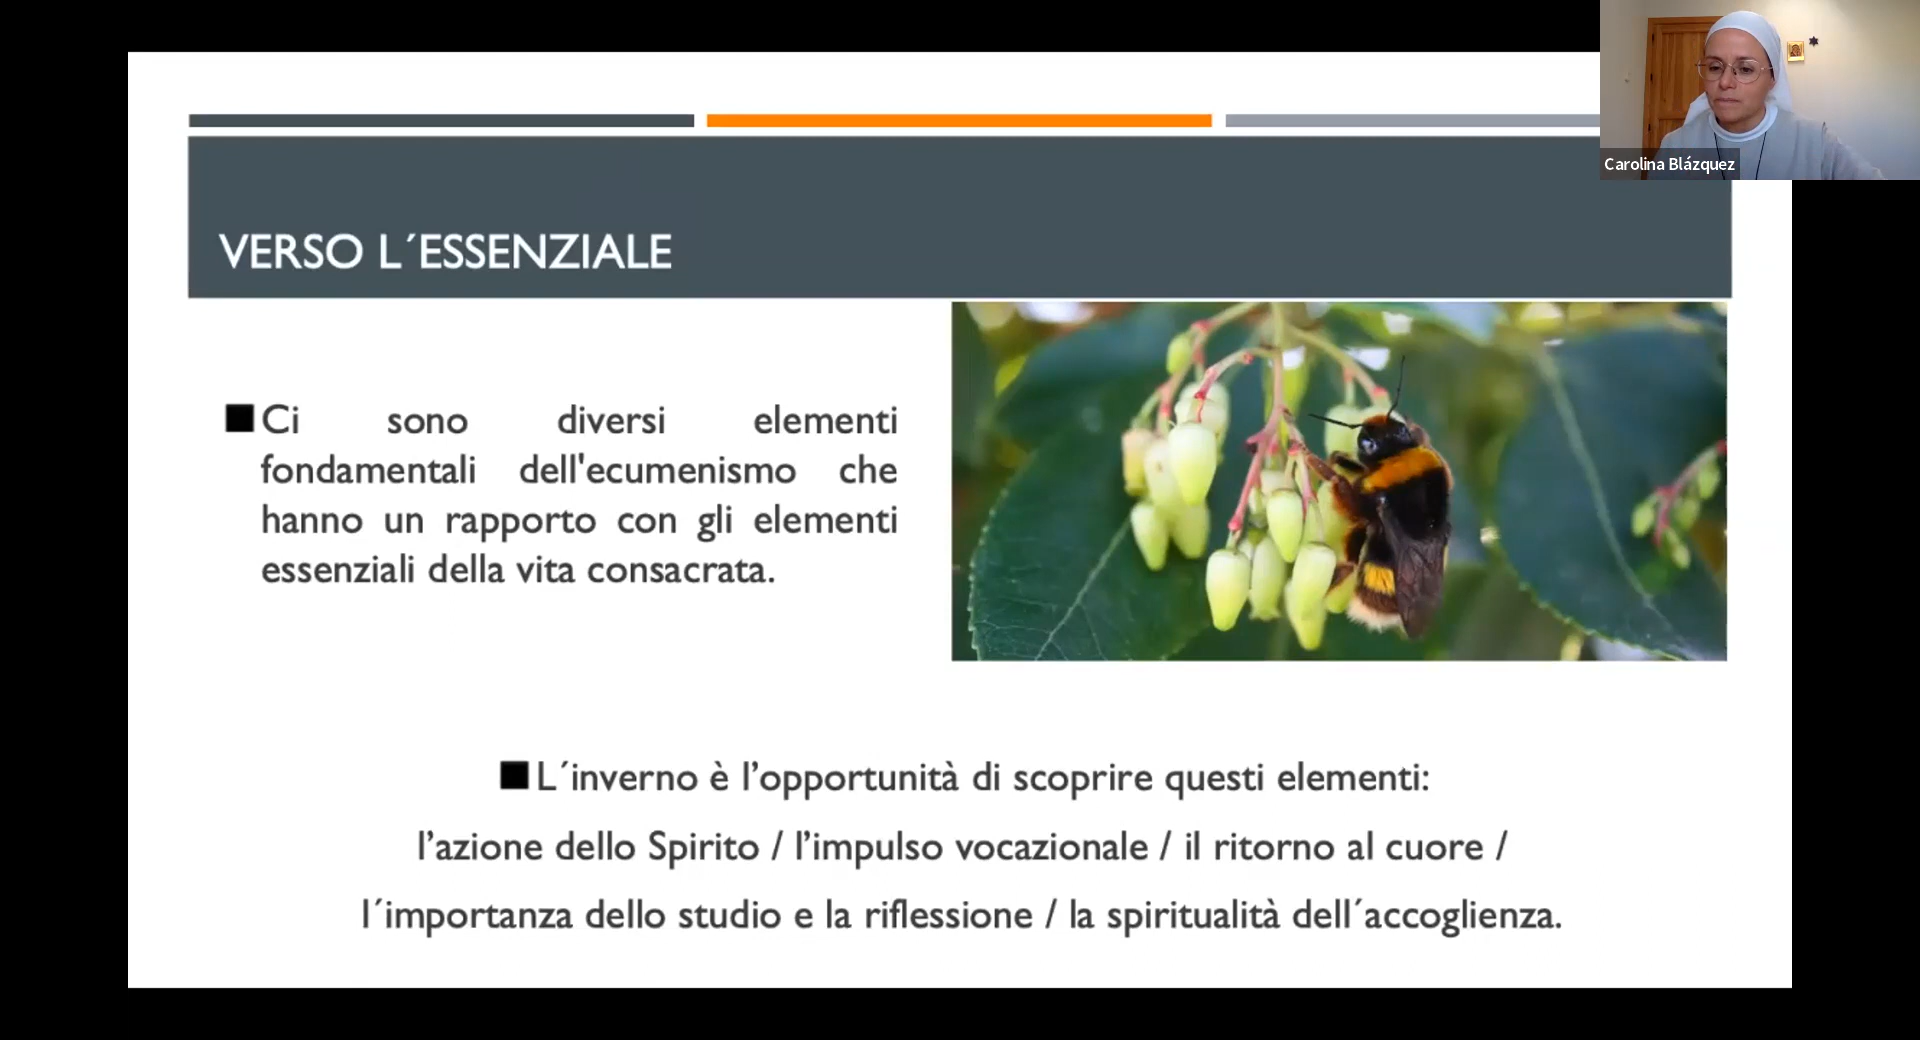 Carolina Blázquez
VERSO L´ESSENZIALE
Ci sono diversi elementi
fondamentali dell'ecumenismo che
hanno un rapporto con gli elementi
essenziali della vita consacrata.
L´inverno è l’opportunità di scoprire questi elementi:
l’azione dello Spirito / l’impulso vocazionale / il ritorno al cuore /
l´importanza dello studio e la riflessione / la spiritualità dell´accoglienza.